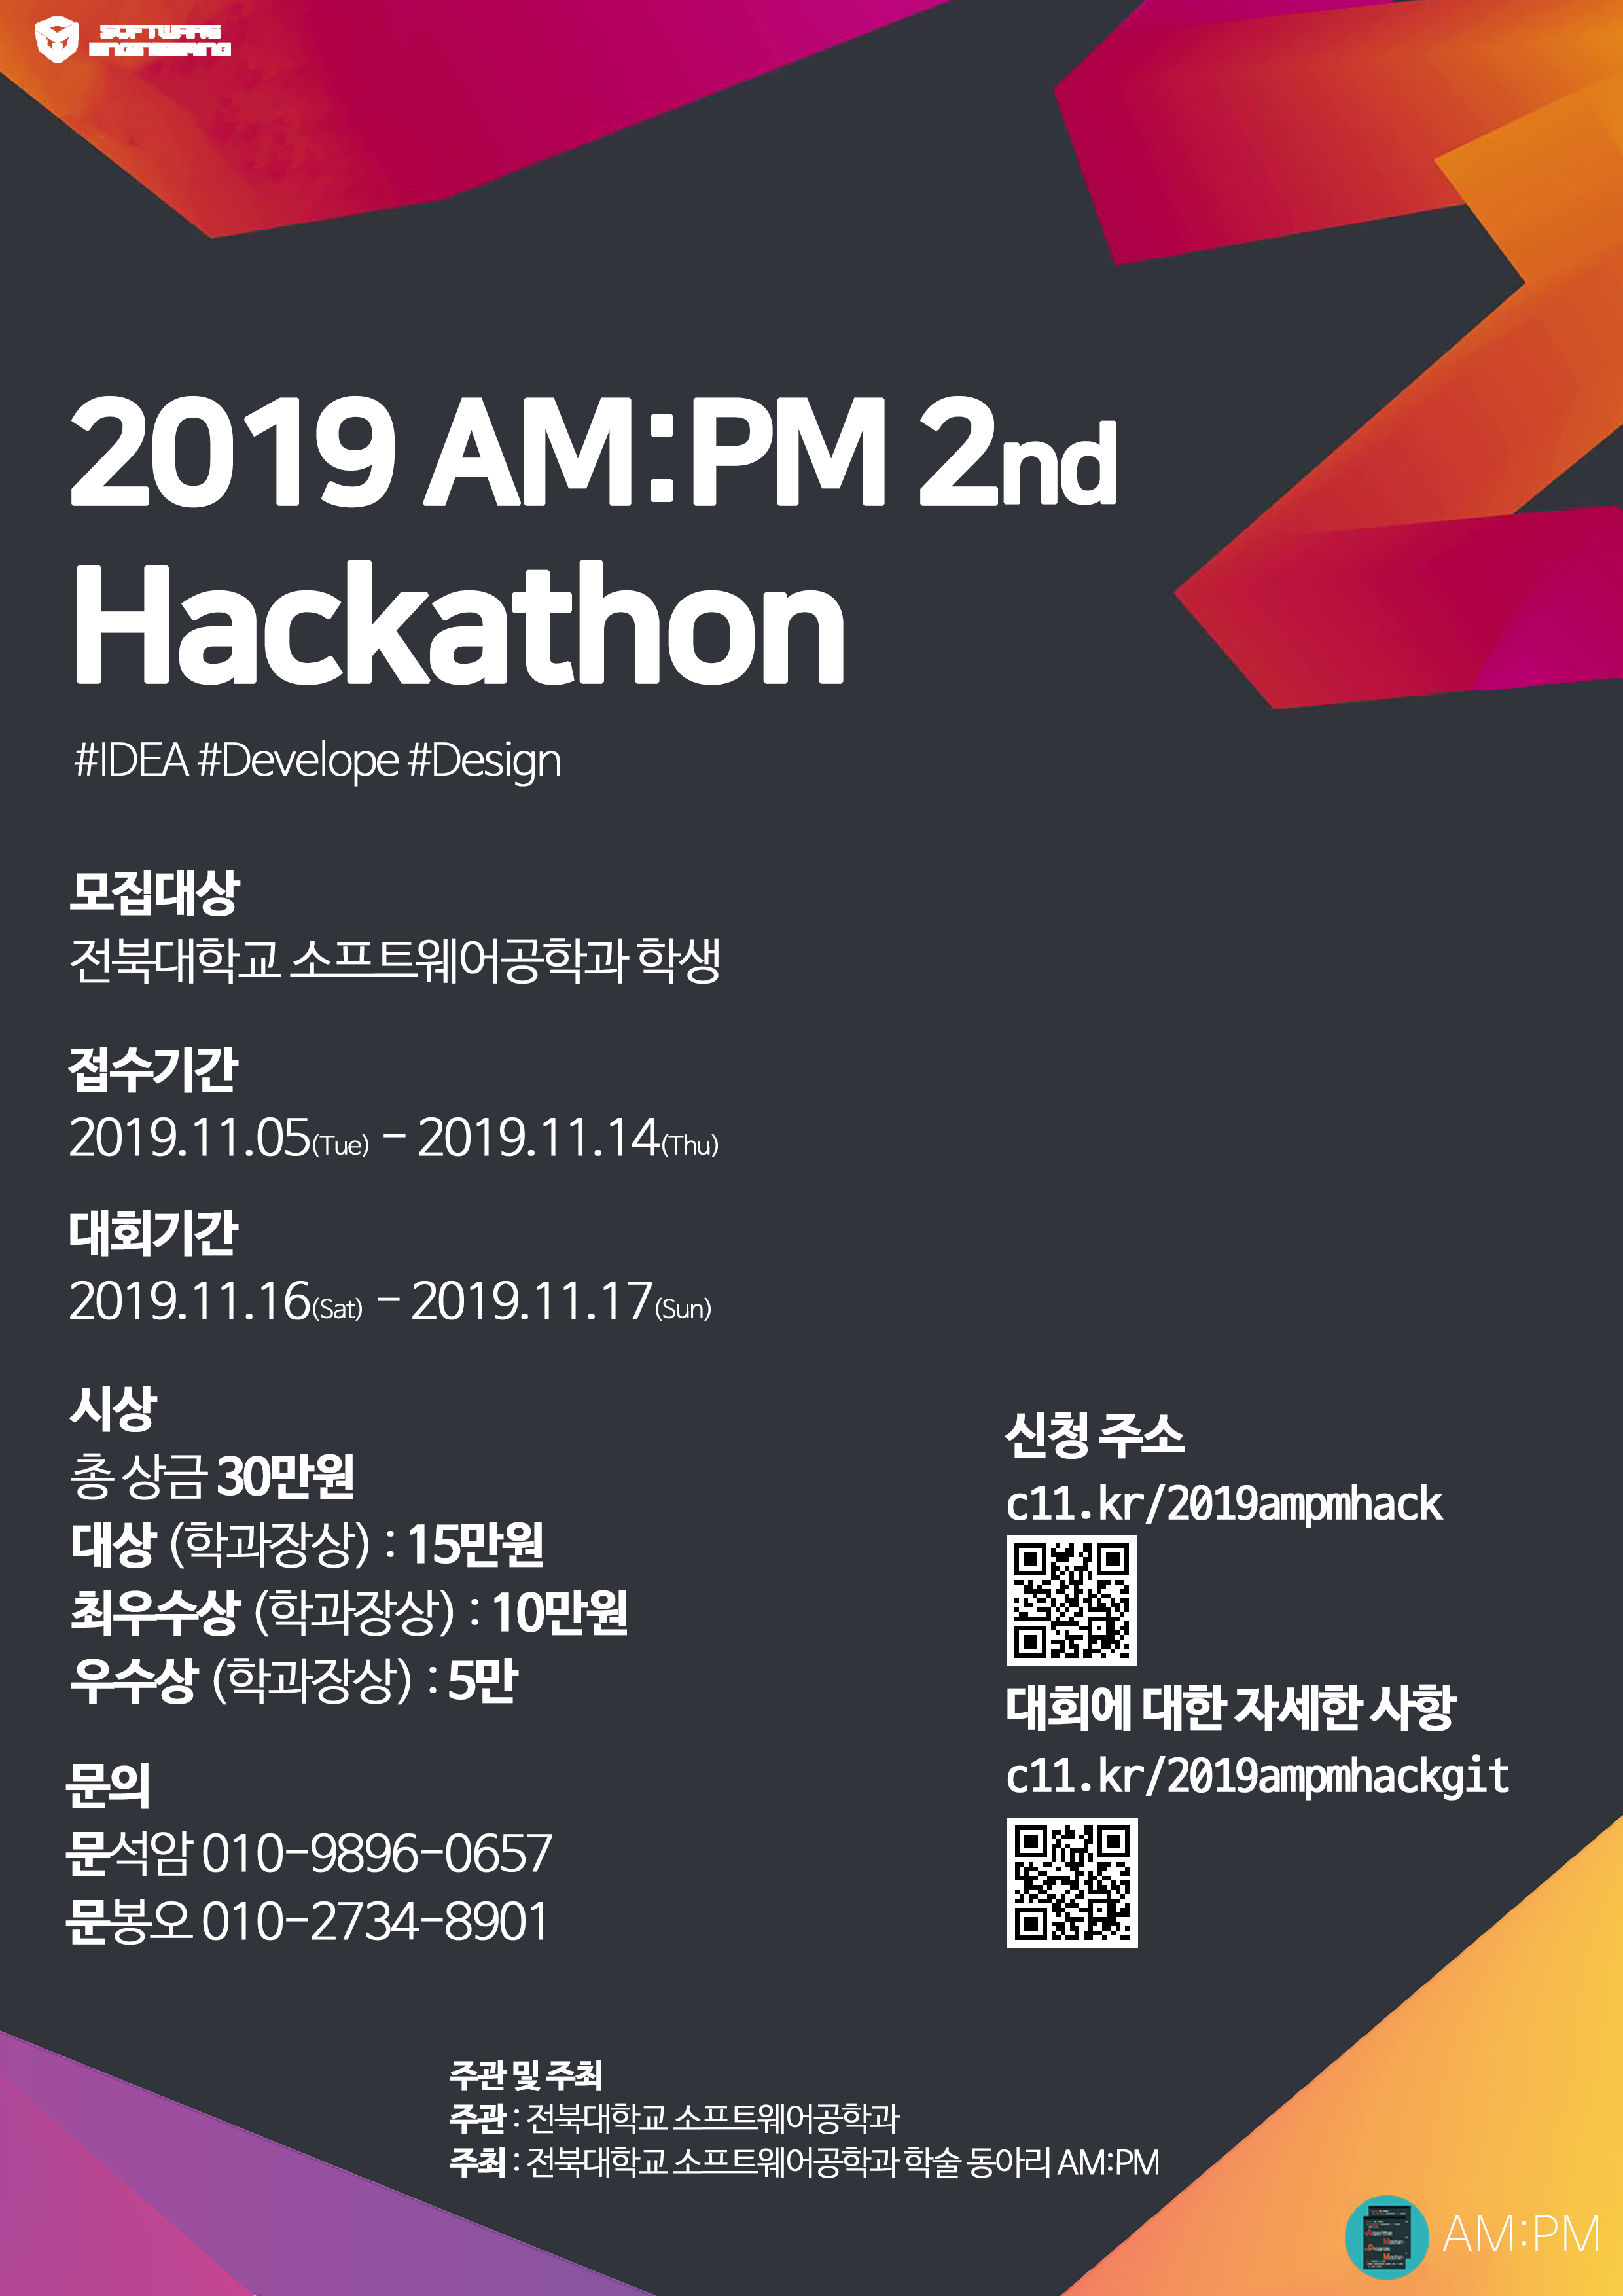 SOFTWARE
ENGINEERING
2019 AM:PM 2nd
Hackathon
#IDEA #Develope #Design
모집대상
전북대학교 소프트웨어공학과 학생
접수기간
2019.11.05(Tue) - 2019.11.14(Thu)
대회기간
2019.11.16(Sat) - 2019.11.17(Sun)
시상
총 상금 30만원
대상 (학과장상) : 15만원
최우수상 (학과장상) : 10만원
우수상 (학과장상) : 5만
문의
문석암 010-9896-0657
문봉오 010-2734-8901
신청 주소
c11.kr/2019ampmhack
대회에 대한 자세한 사항
c11.kr/2019ampmhackgit
주관 및 주최
주관 : 전북대학교 소프트웨어공학과
주최 : 전북대학교 소프트웨어공학과 학술 동아리 AM:PM
Algorithm
Master
Program
Master
AM:PM